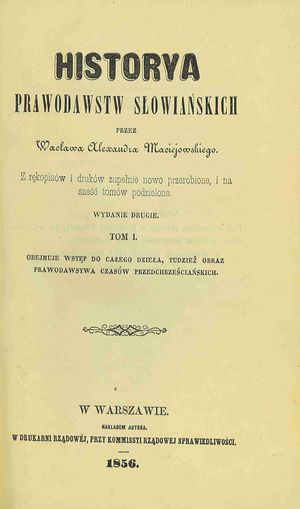 HISTORYA
PRAWODAWSTW SŁOWIAŃSKICH
PRZEZ
Wacława Alexandra Maciejowskiego.
Z rękopisów i druków zupełnie nowo przerobione, i na
sześć tomów podzielone.
WYDANIE DRUGIE.
TOM I.
OBEJMUJE WSTĘP DO CAŁEGO DZIEŁA, TUDZIEŻ OBRAZ
PRAWODAWSTWA CZASÓW PRZEDCHRZEŚCIAŃSKICH.
W WARSZAWIE.
NAKŁADEM AUTORA.
W DRUKARNI RZĄDOWÉJ, PRZY KOMMISSYI RZĄDOWEJ SPRAWIEDLIWOŚCI.
1856.